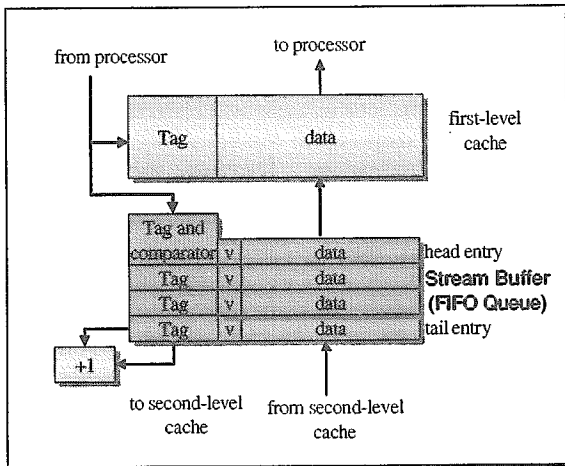 to processor
from processor
Tag data
first-level
cache
Tag and
comparator v data head entry
Tag v data Stream Buffer
Tag v data (FIFO Queue)
Tag v data tail entry
+1
to second-level
cache
from second-level
cache